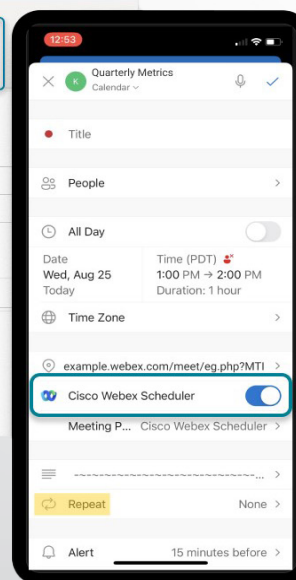 12:53
K
Quarterly Metrics
Calendar
Title
People
All Day
Date
Time (PDT)
Wed, Aug 25
1:00 PM → 2:00 PM
Today
Duration: 1 hour
Time Zone
example.webex.com/meet/eg.php?MTI
Cisco Webex Scheduler
Meeting P... Cisco Webex Scheduler
-~-~-~-~-~-~-~-~-~-~-~-~-~-~-...
Repeat None
Alert 15 minutes before